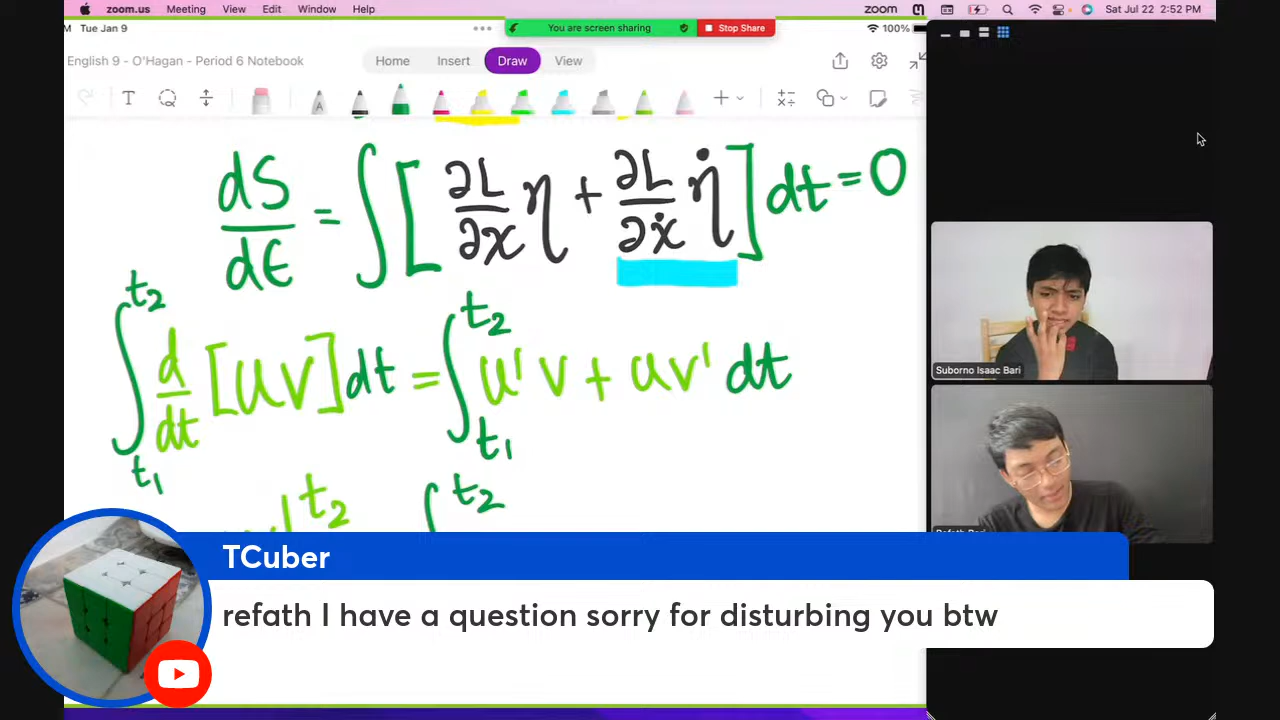 zoom.us Meeting View Edit Window Help
zoom
Sat Jul 22 2:52 PM
Tue Jan 9
You are screen sharing
Stop Share
100%
English 9 - O'Hagan - Period 6 Notebook
Home Insert Draw View
dS/dε = ∫ [ ∂L/∂x η + ∂L/∂ẋ η̇ ] dt = 0
∫_{t₁}^{t₂} d/dt [uv] dt = ∫_{t₁}^{t₂} u'v + uv' dt
t₂ ∫ t₂
Suborno Isaac Bari
TCuber
refath I have a question sorry for disturbing you btw